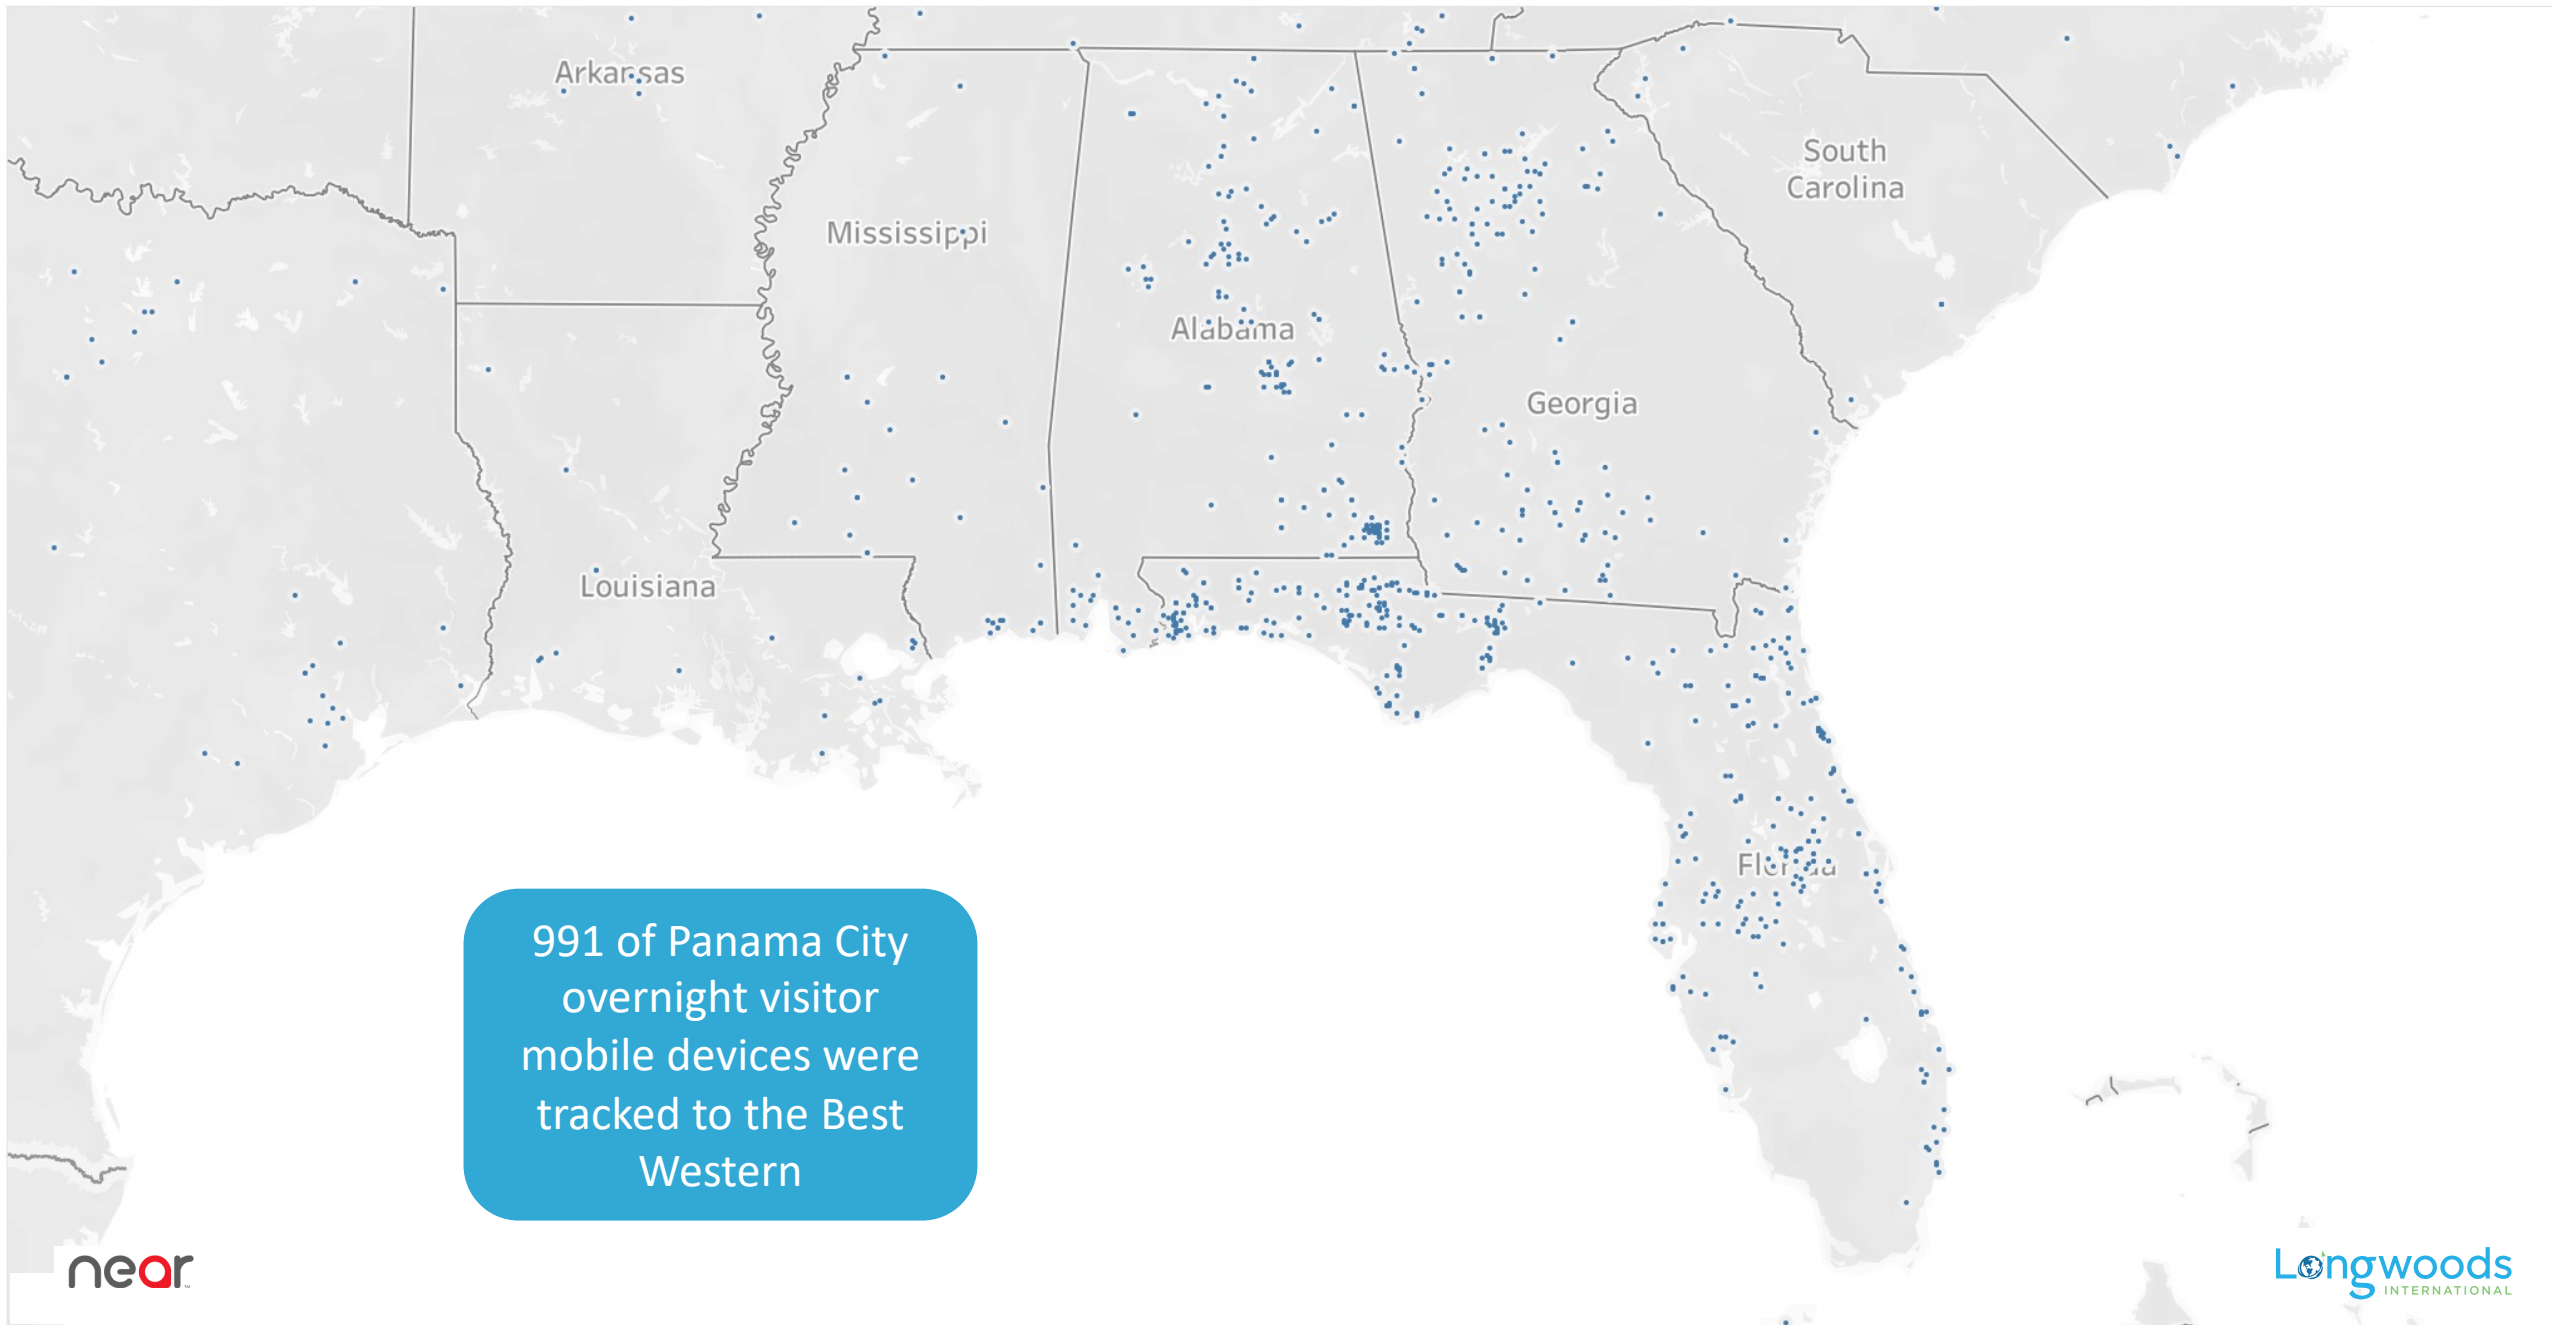 Arkansas
South
Carolina
Mississippi
Alabama
Georgia
Louisiana
Florida
991 of Panama City
overnight visitor
mobile devices were
tracked to the Best
Western
near
Longwoods
INTERNATIONAL